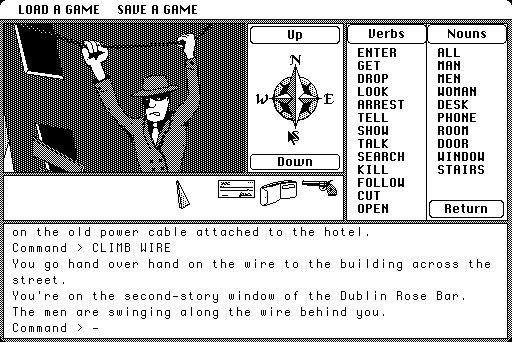 LOAD A GAME SAVE A GAME
Up
N
W E
S
Down
Verbs
ENTER
GET
DROP
LOOK
ARREST
TELL
SHOW
TALK
SEARCH
KILL
FOLLOW
CUT
OPEN
Nouns
ALL
MAN
MEN
WOMAN
DESK
PHONE
ROOM
DOOR
WINDOW
STAIRS
Return
on the old power cable attached to the hotel.
Command > CLIMB WIRE
You go hand over hand on the wire to the building across the
street.
You're on the second-story window of the Dublin Rose Bar.
The men are swinging along the wire behind you.
Command > –